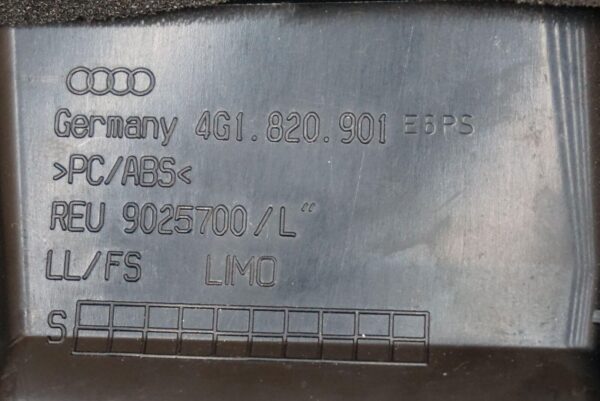 Germany 4G1.820.901 E6PS
>PC/ABS<
REU 9025700/L"
LL/FS LIMO
S